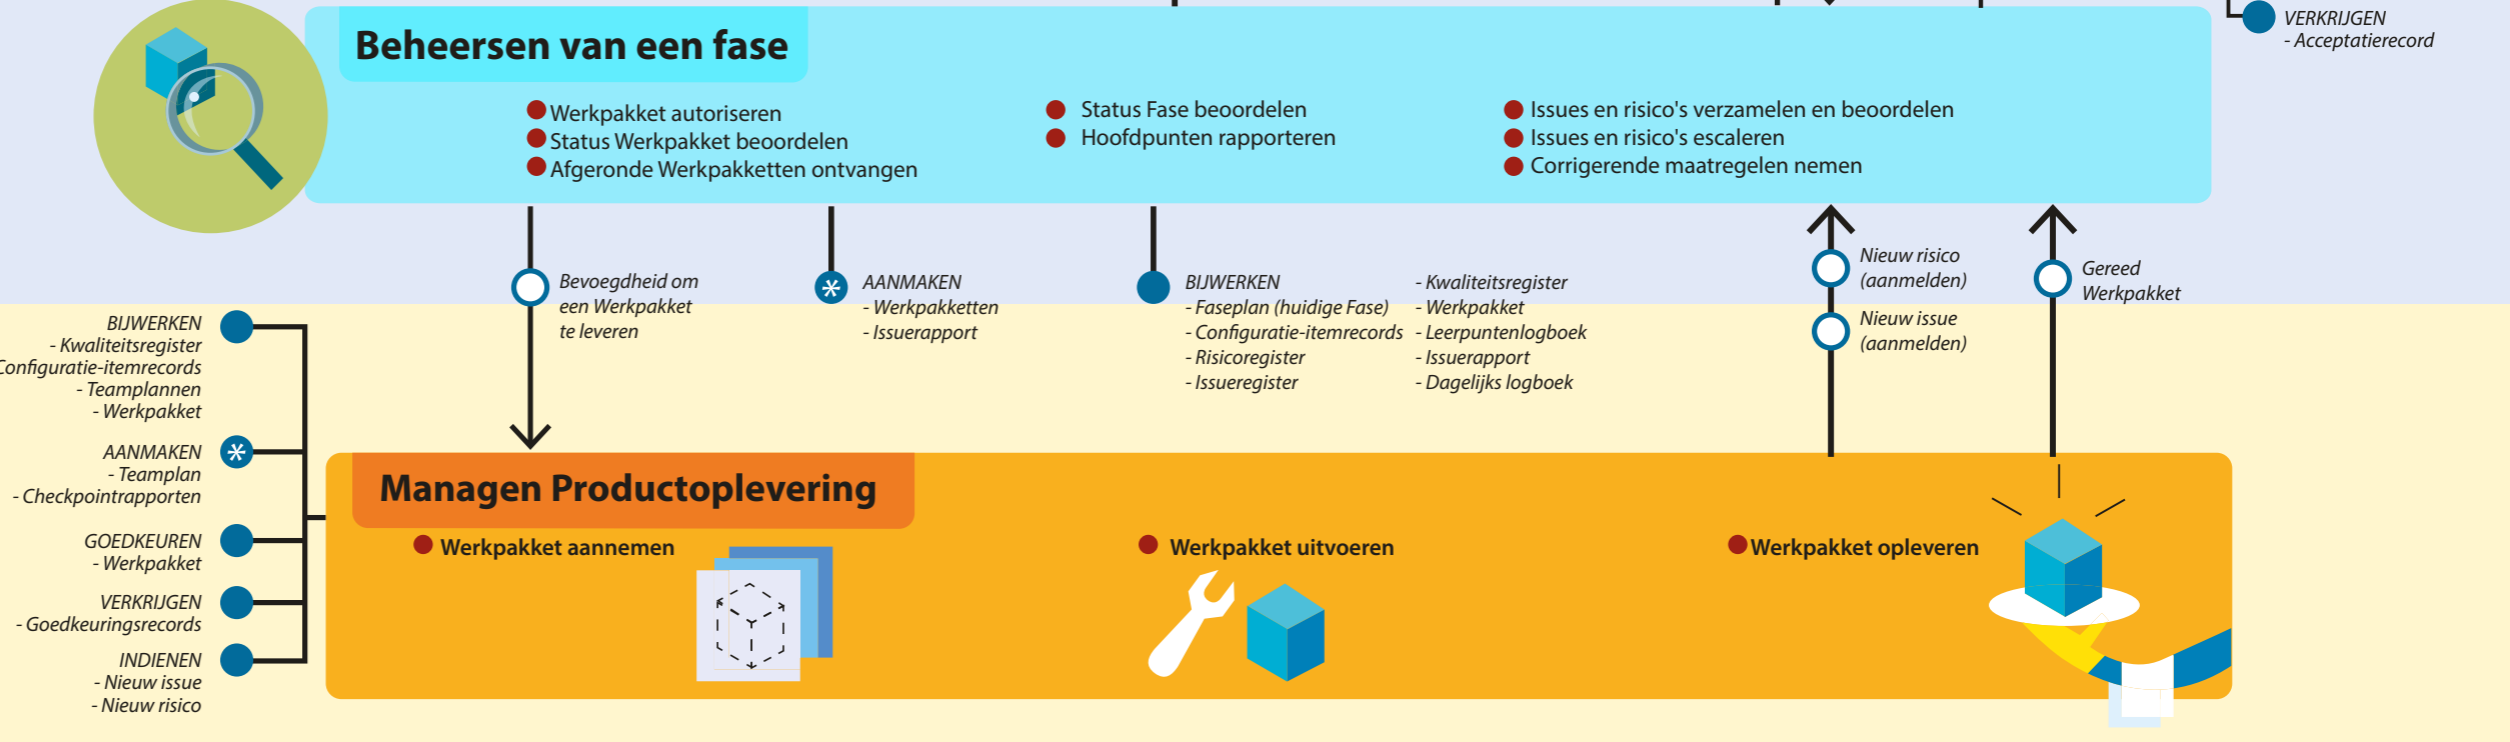 VERKRIJGEN
- Acceptatierecord
Beheersen van een fase
Werkpakket autoriseren
Status Werkpakket beoordelen
Afgeronde Werkpakketten ontvangen
Status Fase beoordelen
Hoofdpunten rapporteren
Issues en risico's verzamelen en beoordelen
Issues en risico's escaleren
Corrigerende maatregelen nemen
Bevoegdheid om
een Werkpakket
te leveren
AANMAKEN
- Werkpakketten
- Issuerapport
BIJWERKEN
- Faseplan (huidige Fase)
- Configuratie-itemrecords
- Risicoregister
- Issueregister
- Kwaliteitsregister
- Werkpakket
- Leerpuntenlogboek
- Issuerapport
- Dagelijks logboek
Nieuw risico
(aanmelden)
Nieuw issue
(aanmelden)
Gereed
Werkpakket
BIJWERKEN
- Kwaliteitsregister
Configuratie-itemrecords
- Teamplannen
- Werkpakket
AANMAKEN
- Teamplan
- Checkpointrapporten
GOEDKEUREN
- Werkpakket
VERKRIJGEN
- Goedkeuringsrecords
INDIENEN
- Nieuw issue
- Nieuw risico
Managen Productoplevering
Werkpakket aannemen
Werkpakket uitvoeren
Werkpakket opleveren